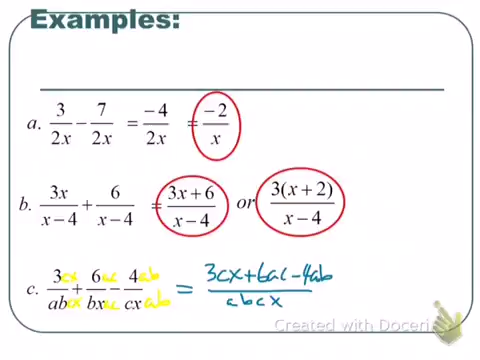 Examples:
a. 3/2x − 7/2x = −4/2x = −2/x
b. 3x/x−4 + 6/x−4 = 3x+6/x−4 or 3(x+2)/x−4
c. 3cx/abcx + 6ac/bxac − 4ab/cxab = 3cx+6ac−4ab/abcx
Created with Doceri